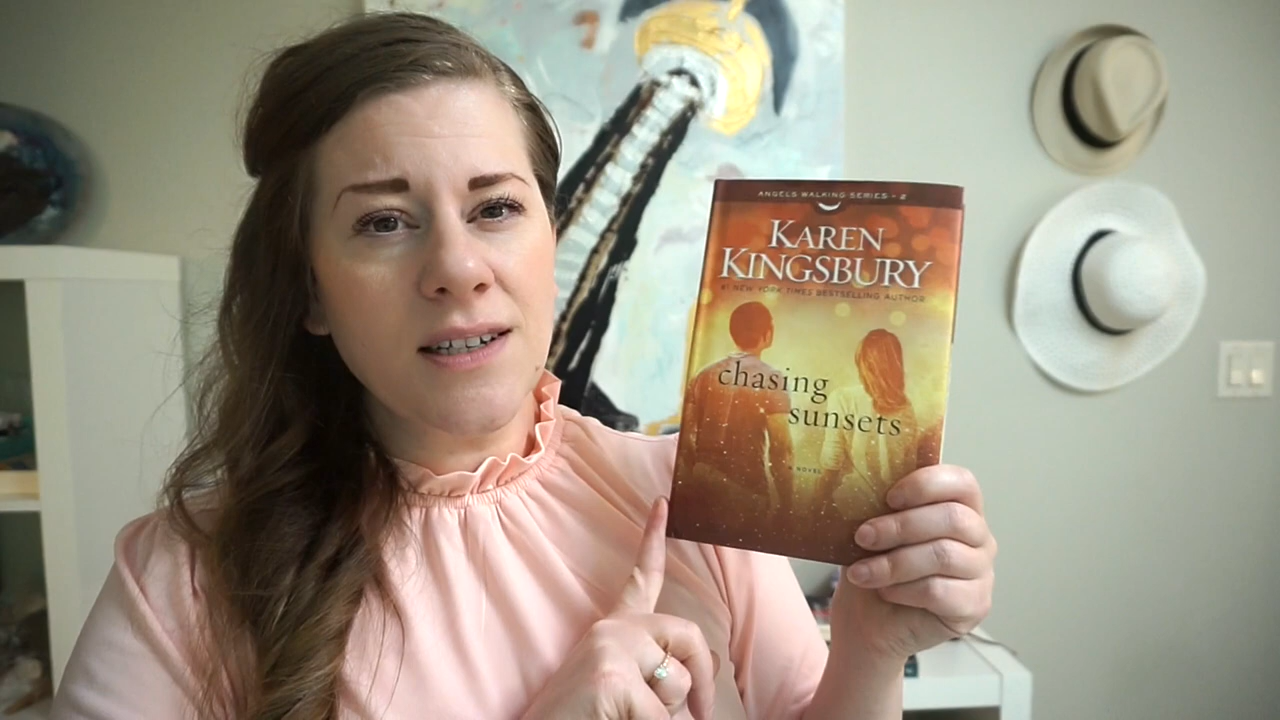 ANGELS WALKING SERIES - 2
KAREN
KINGSBURY
#1 NEW YORK TIMES BESTSELLING AUTHOR
chasing
sunsets
A NOVEL